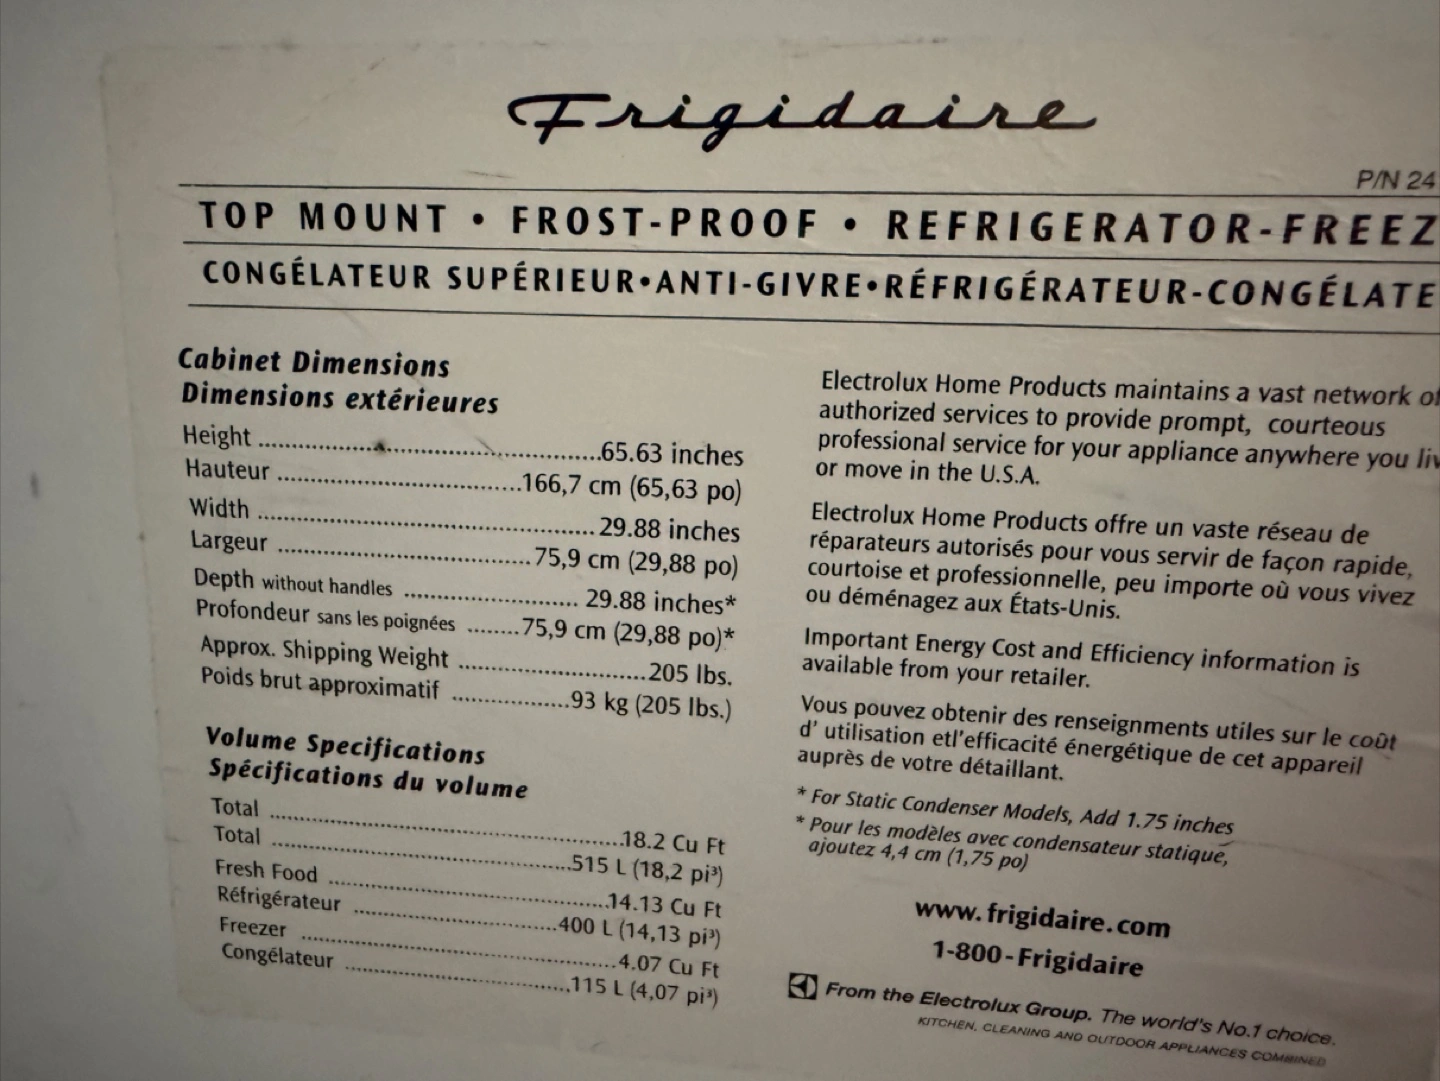 Frigidaire
P/N 24
TOP MOUNT • FROST-PROOF • REFRIGERATOR-FREEZ
CONGÉLATEUR SUPÉRIEUR•ANTI-GIVRE•RÉFRIGÉRATEUR-CONGÉLATE
Cabinet Dimensions
Dimensions extérieures
Height ........................................65.63 inches
Hauteur ................................166,7 cm (65,63 po)
Width ........................................29.88 inches
Largeur ................................75,9 cm (29,88 po)
Depth without handles ........................ 29.88 inches*
Profondeur sans les poignées ........75,9 cm (29,88 po)*
Approx. Shipping Weight ........................205 lbs.
Poids brut approximatif ................93 kg (205 lbs.)
Volume Specifications
Spécifications du volume
Total ........................................18.2 Cu Ft
Total ................................515 L (18,2 pi³)
Fresh Food ................................14.13 Cu Ft
Réfrigérateur ........................400 L (14,13 pi³)
Freezer ................................4.07 Cu Ft
Congélateur ........................115 L (4,07 pi³)
Electrolux Home Products maintains a vast network of
authorized services to provide prompt, courteous
professional service for your appliance anywhere you liv
or move in the U.S.A.
Electrolux Home Products offre un vaste réseau de
réparateurs autorisés pour vous servir de façon rapide,
courtoise et professionnelle, peu importe où vous vivez
ou déménagez aux États-Unis.
Important Energy Cost and Efficiency information is
available from your retailer.
Vous pouvez obtenir des renseignments utiles sur le coût
d' utilisation etl'efficacité énergétique de cet appareil
auprès de votre détaillant.
* For Static Condenser Models, Add 1.75 inches
* Pour les modèles avec condensateur statique,
ajoutez 4,4 cm (1,75 po)
www.frigidaire.com
1-800-Frigidaire
From the Electrolux Group. The world's No.1 choice.
KITCHEN, CLEANING AND OUTDOOR APPLIANCES COMBINED